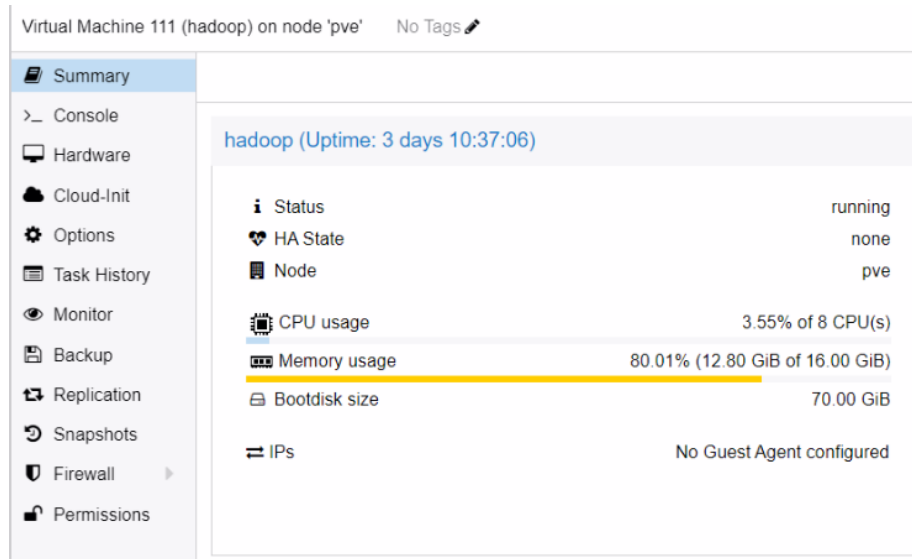 Virtual Machine 111 (hadoop) on node 'pve' No Tags
Summary
Console
Hardware
Cloud-Init
Options
Task History
Monitor
Backup
Replication
Snapshots
Firewall
Permissions
hadoop (Uptime: 3 days 10:37:06)
Status running
HA State none
Node pve
CPU usage 3.55% of 8 CPU(s)
Memory usage 80.01% (12.80 GiB of 16.00 GiB)
Bootdisk size 70.00 GiB
IPs No Guest Agent configured